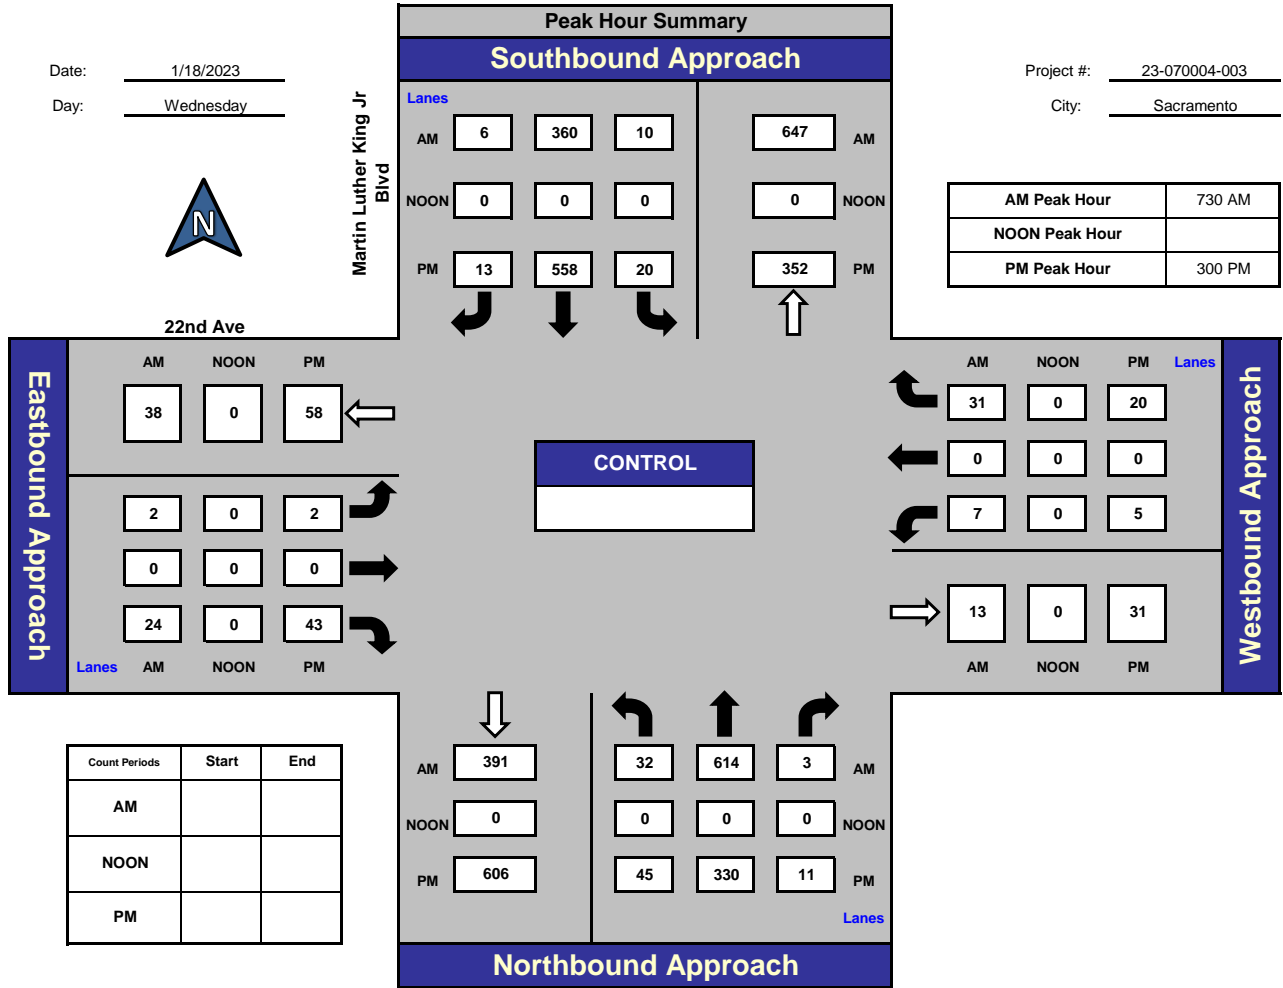 Peak Hour Summary
Southbound Approach
Date: 1/18/2023
Day: Wednesday
Project #: 23-070004-003
City: Sacramento
Martin Luther King Jr
Blvd
N
22nd Ave
Lanes
AM 6 360 10 647 AM
NOON 0 0 0 0 NOON
PM 13 558 20 352 PM
AM Peak Hour 730 AM
NOON Peak Hour
PM Peak Hour 300 PM
Eastbound Approach
AM NOON PM
38 0 58
2 0 2
0 0 0
24 0 43
Lanes AM NOON PM
CONTROL
AM NOON PM Lanes
31 0 20
0 0 0
7 0 5
13 0 31
AM NOON PM
Westbound Approach
Count Periods Start End
AM
NOON
PM
AM 391 32 614 3 AM
NOON 0 0 0 0 NOON
PM 606 45 330 11 PM
Lanes
Northbound Approach